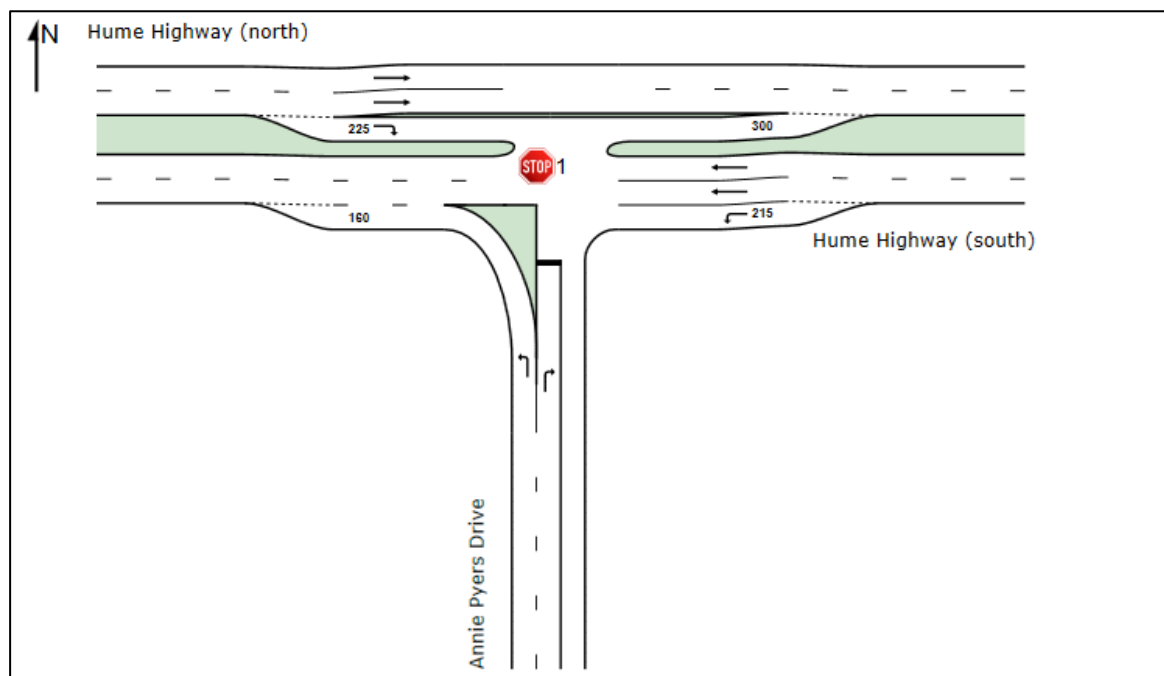 N
Hume Highway (north)
225
300
STOP 1
160
215
Hume Highway (south)
Annie Pyers Drive